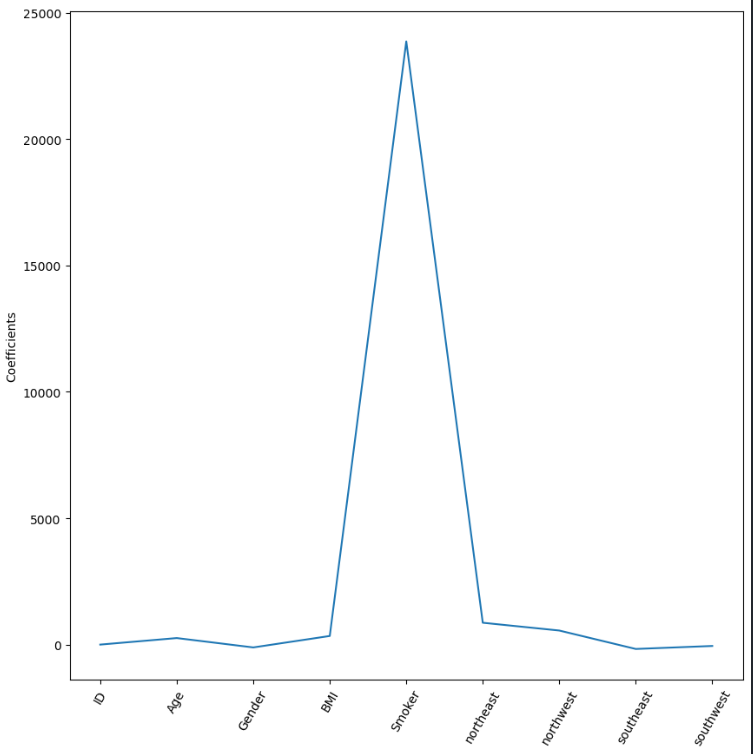 25000
20000
15000
10000
5000
0
Coefficients
ID
Age
Gender
BMI
Smoker
northeast
northwest
southeast
southwest